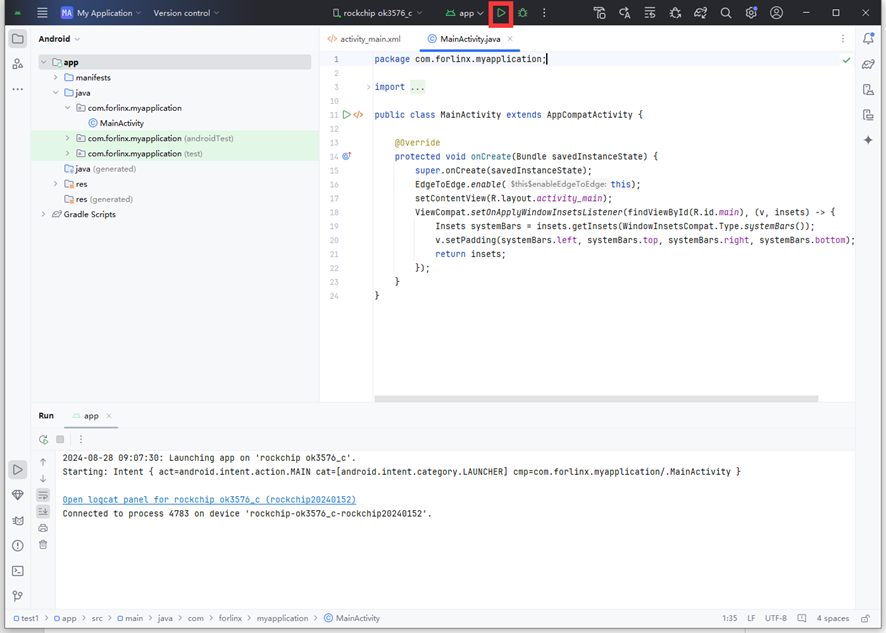 MA My Application Version control rockchip ok3576_c app
Android
activity_main.xml MainActivity.java
app
manifests
java
com.forlinx.myapplication
MainActivity
com.forlinx.myapplication (androidTest)
com.forlinx.myapplication (test)
java (generated)
res
res (generated)
Gradle Scripts
1 package com.forlinx.myapplication;
2
3 import ...
10
11 public class MainActivity extends AppCompatActivity {
12
13 @Override
14 protected void onCreate(Bundle savedInstanceState) {
15 super.onCreate(savedInstanceState);
16 EdgeToEdge.enable( $this$enableEdgeToEdge: this);
17 setContentView(R.layout.activity_main);
18 ViewCompat.setOnApplyWindowInsetsListener(findViewById(R.id.main), (v, insets) -> {
19 Insets systemBars = insets.getInsets(WindowInsetsCompat.Type.systemBars());
20 v.setPadding(systemBars.left, systemBars.top, systemBars.right, systemBars.bottom);
21 return insets;
22 });
23 }
24 }
Run app
2024-08-28 09:07:30: Launching app on 'rockchip ok3576_c'.
Starting: Intent { act=android.intent.action.MAIN cat=[android.intent.category.LAUNCHER] cmp=com.forlinx.myapplication/.MainActivity }
Open logcat panel for rockchip ok3576_c (rockchip20240152)
Connected to process 4783 on device 'rockchip-ok3576_c-rockchip20240152'.
test1 > app > src > main > java > com > forlinx > myapplication > MainActivity 1:35 LF UTF-8 4 spaces